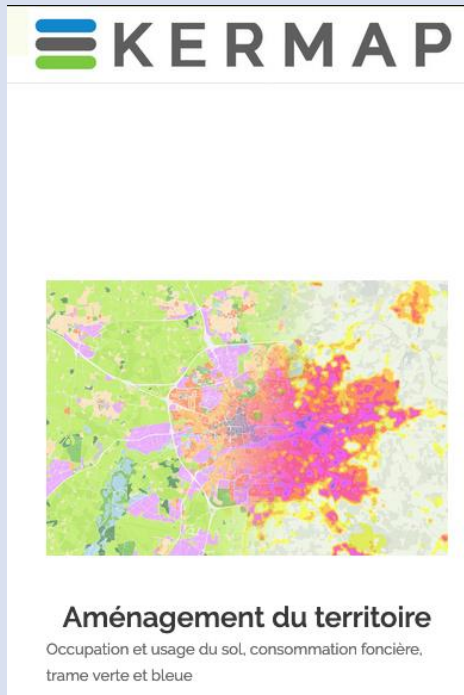 KERMAP
Aménagement du territoire
Occupation et usage du sol, consommation foncière,
trame verte et bleue